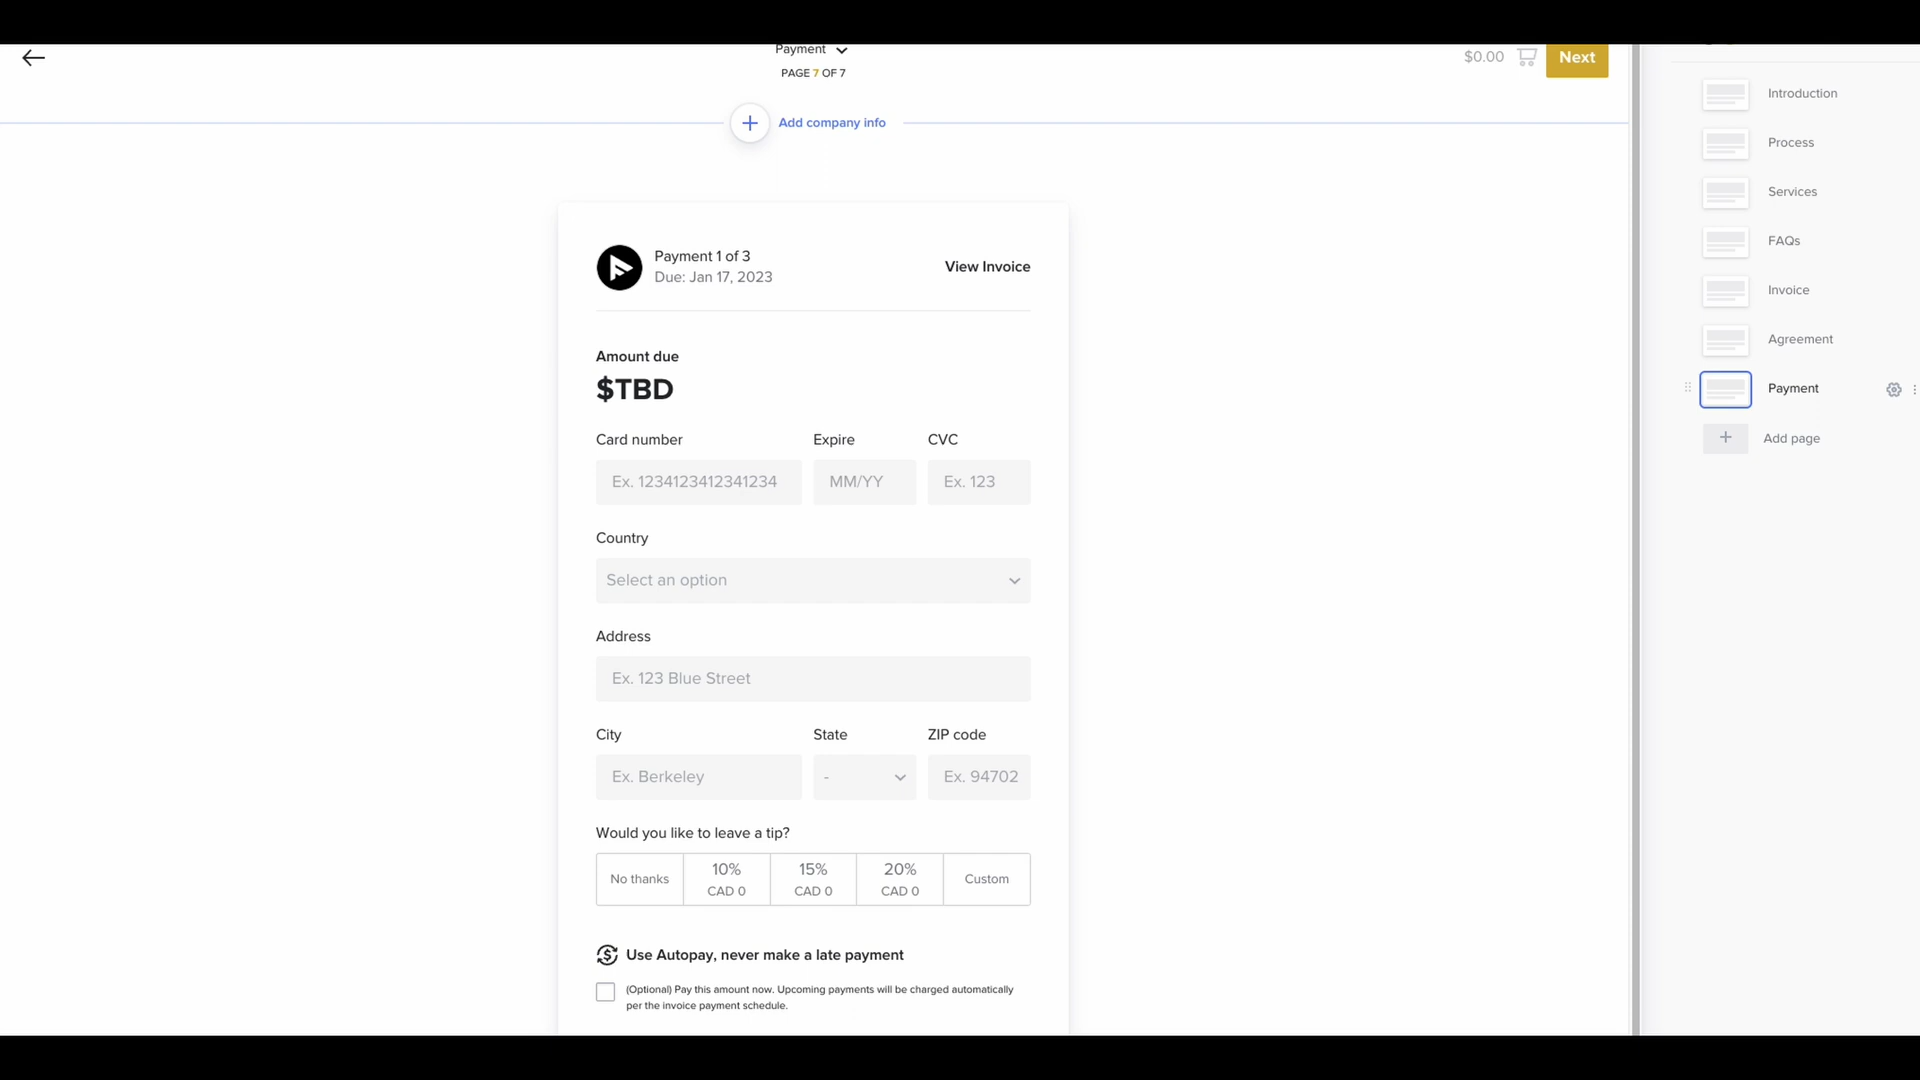 Payment
PAGE 7 OF 7
$0.00
Next
Add company info
Payment 1 of 3
Due: Jan 17, 2023
View Invoice
Amount due
$TBD
Card number
Expire
CVC
Ex. 1234123412341234
MM/YY
Ex. 123
Country
Select an option
Address
Ex. 123 Blue Street
City
State
ZIP code
Ex. Berkeley
-
Ex. 94702
Would you like to leave a tip?
No thanks
10%
CAD 0
15%
CAD 0
20%
CAD 0
Custom
Use Autopay, never make a late payment
(Optional) Pay this amount now. Upcoming payments will be charged automatically
per the invoice payment schedule.
Introduction
Process
Services
FAQs
Invoice
Agreement
Payment
Add page